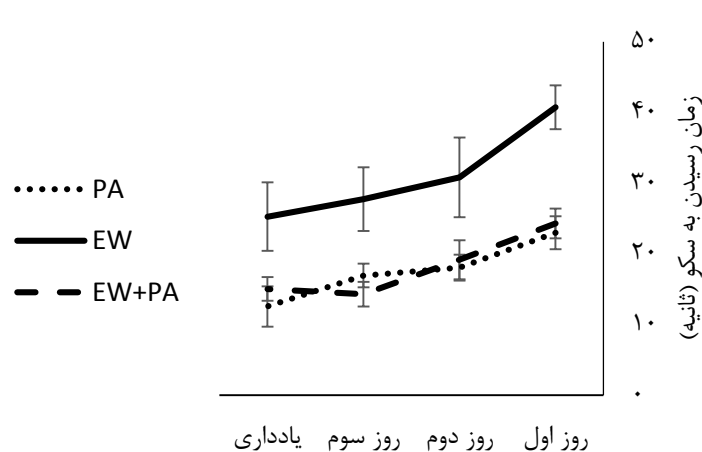 ۵۰
۴۰
۳۰
۲۰
۱۰
۰
زمان رسیدن به سکو (ثانیه)
روز اول
روز دوم
روز سوم
یادداری
PA
EW
EW+PA